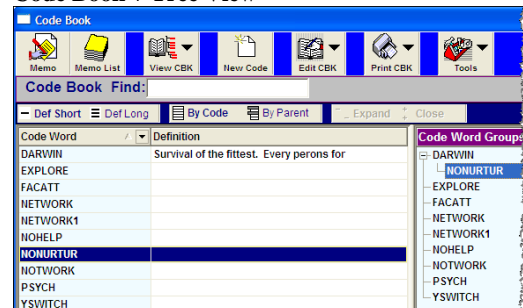 Code Book
Memo Memo List View CBK New Code Edit CBK Print CBK Tools
Code Book Find:
Def Short Def Long By Code By Parent Expand Close
Code Word Definition
DARWIN Survival of the fittest. Every perons for
EXPLORE
FACATT
NETWORK
NETWORK1
NOHELP
NONURTUR
NOTWORK
PSYCH
YSWITCH
Code Word Groups
DARWIN
NONURTUR
EXPLORE
FACATT
NETWORK
NETWORK1
NOHELP
NOTWORK
PSYCH
YSWITCH